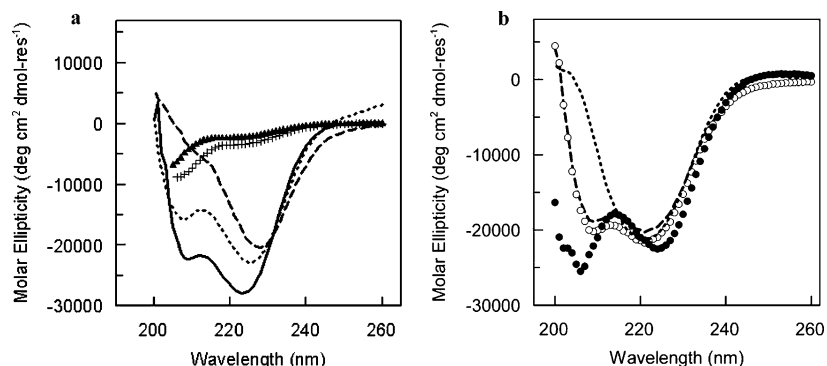 a
Molar Ellipticity (deg cm² dmol-res⁻¹)
10000
0
-10000
-20000
-30000
200
220
240
260
Wavelength (nm)
b
Molar Ellipticity (deg cm² dmol-res⁻¹)
0
-10000
-20000
-30000
200
220
240
260
Wavelength (nm)